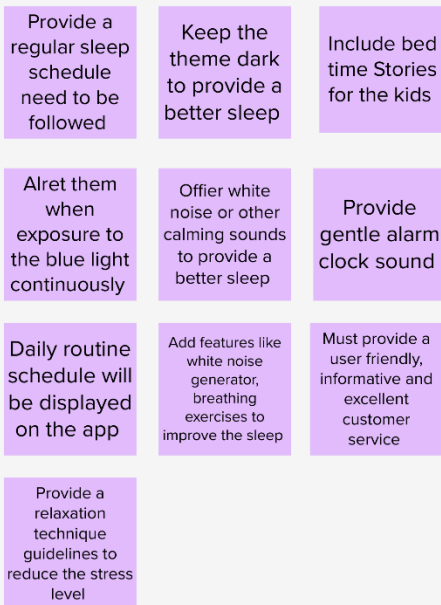 Provide a
regular sleep
schedule
need to be
followed
Keep the
theme dark
to provide a
better sleep
Include bed
time Stories
for the kids
Alret them
when
exposure to
the blue light
continuously
Offier white
noise or other
calming sounds
to provide a
better sleep
Provide
gentle alarm
clock sound
Daily routine
schedule will
be displayed
on the app
Add features like
white noise
generator,
breathing
exercises to
improve the sleep
Must provide a
user friendly,
informative and
excellent
customer
service
Provide a
relaxation
technique
guidelines to
reduce the stress
level